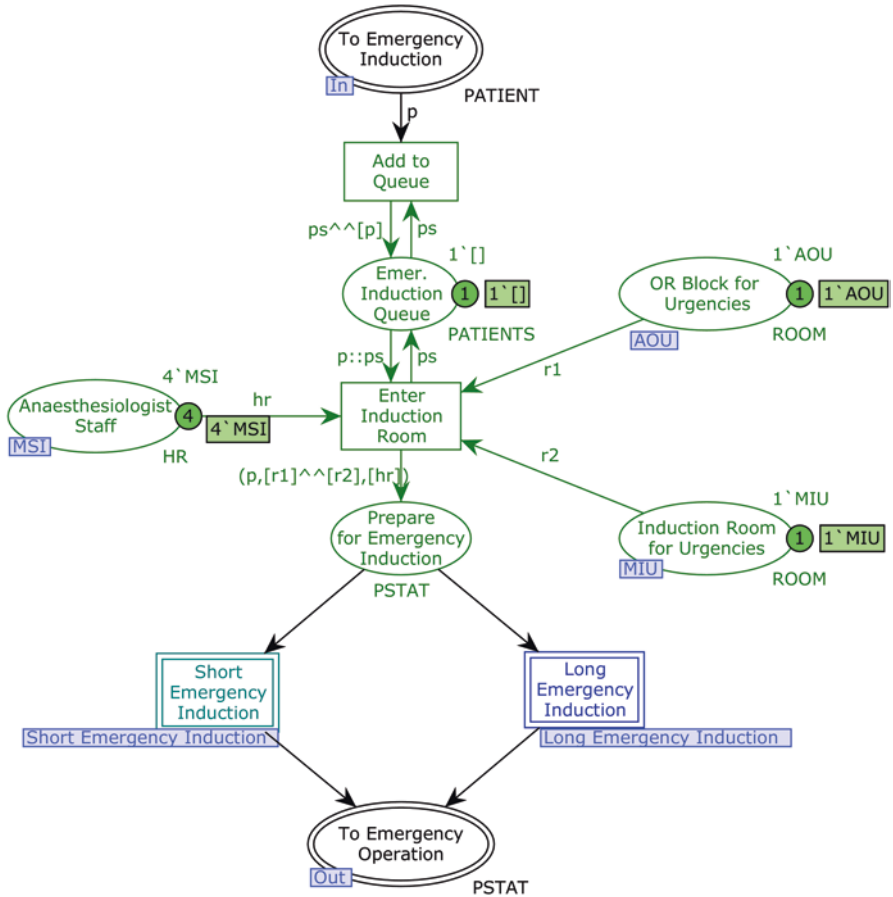 To Emergency
Induction
In
PATIENT
p
Add to
Queue
ps^^[p]
ps
1`[]
Emer.
Induction
Queue
1
1`[]
PATIENTS
1`AOU
OR Block for
Urgencies
1
1`AOU
AOU
ROOM
p::ps
ps
r1
4`MSI
Anaesthesiologist
Staff
4
4`MSI
MSI
HR
hr
Enter
Induction
Room
r2
(p,[r1]^^[r2],[hr])
1`MIU
Induction Room
for Urgencies
1
1`MIU
MIU
ROOM
Prepare
for Emergency
Induction
PSTAT
Short
Emergency
Induction
Short Emergency Induction
Long
Emergency
Induction
Long Emergency Induction
To Emergency
Operation
Out
PSTAT